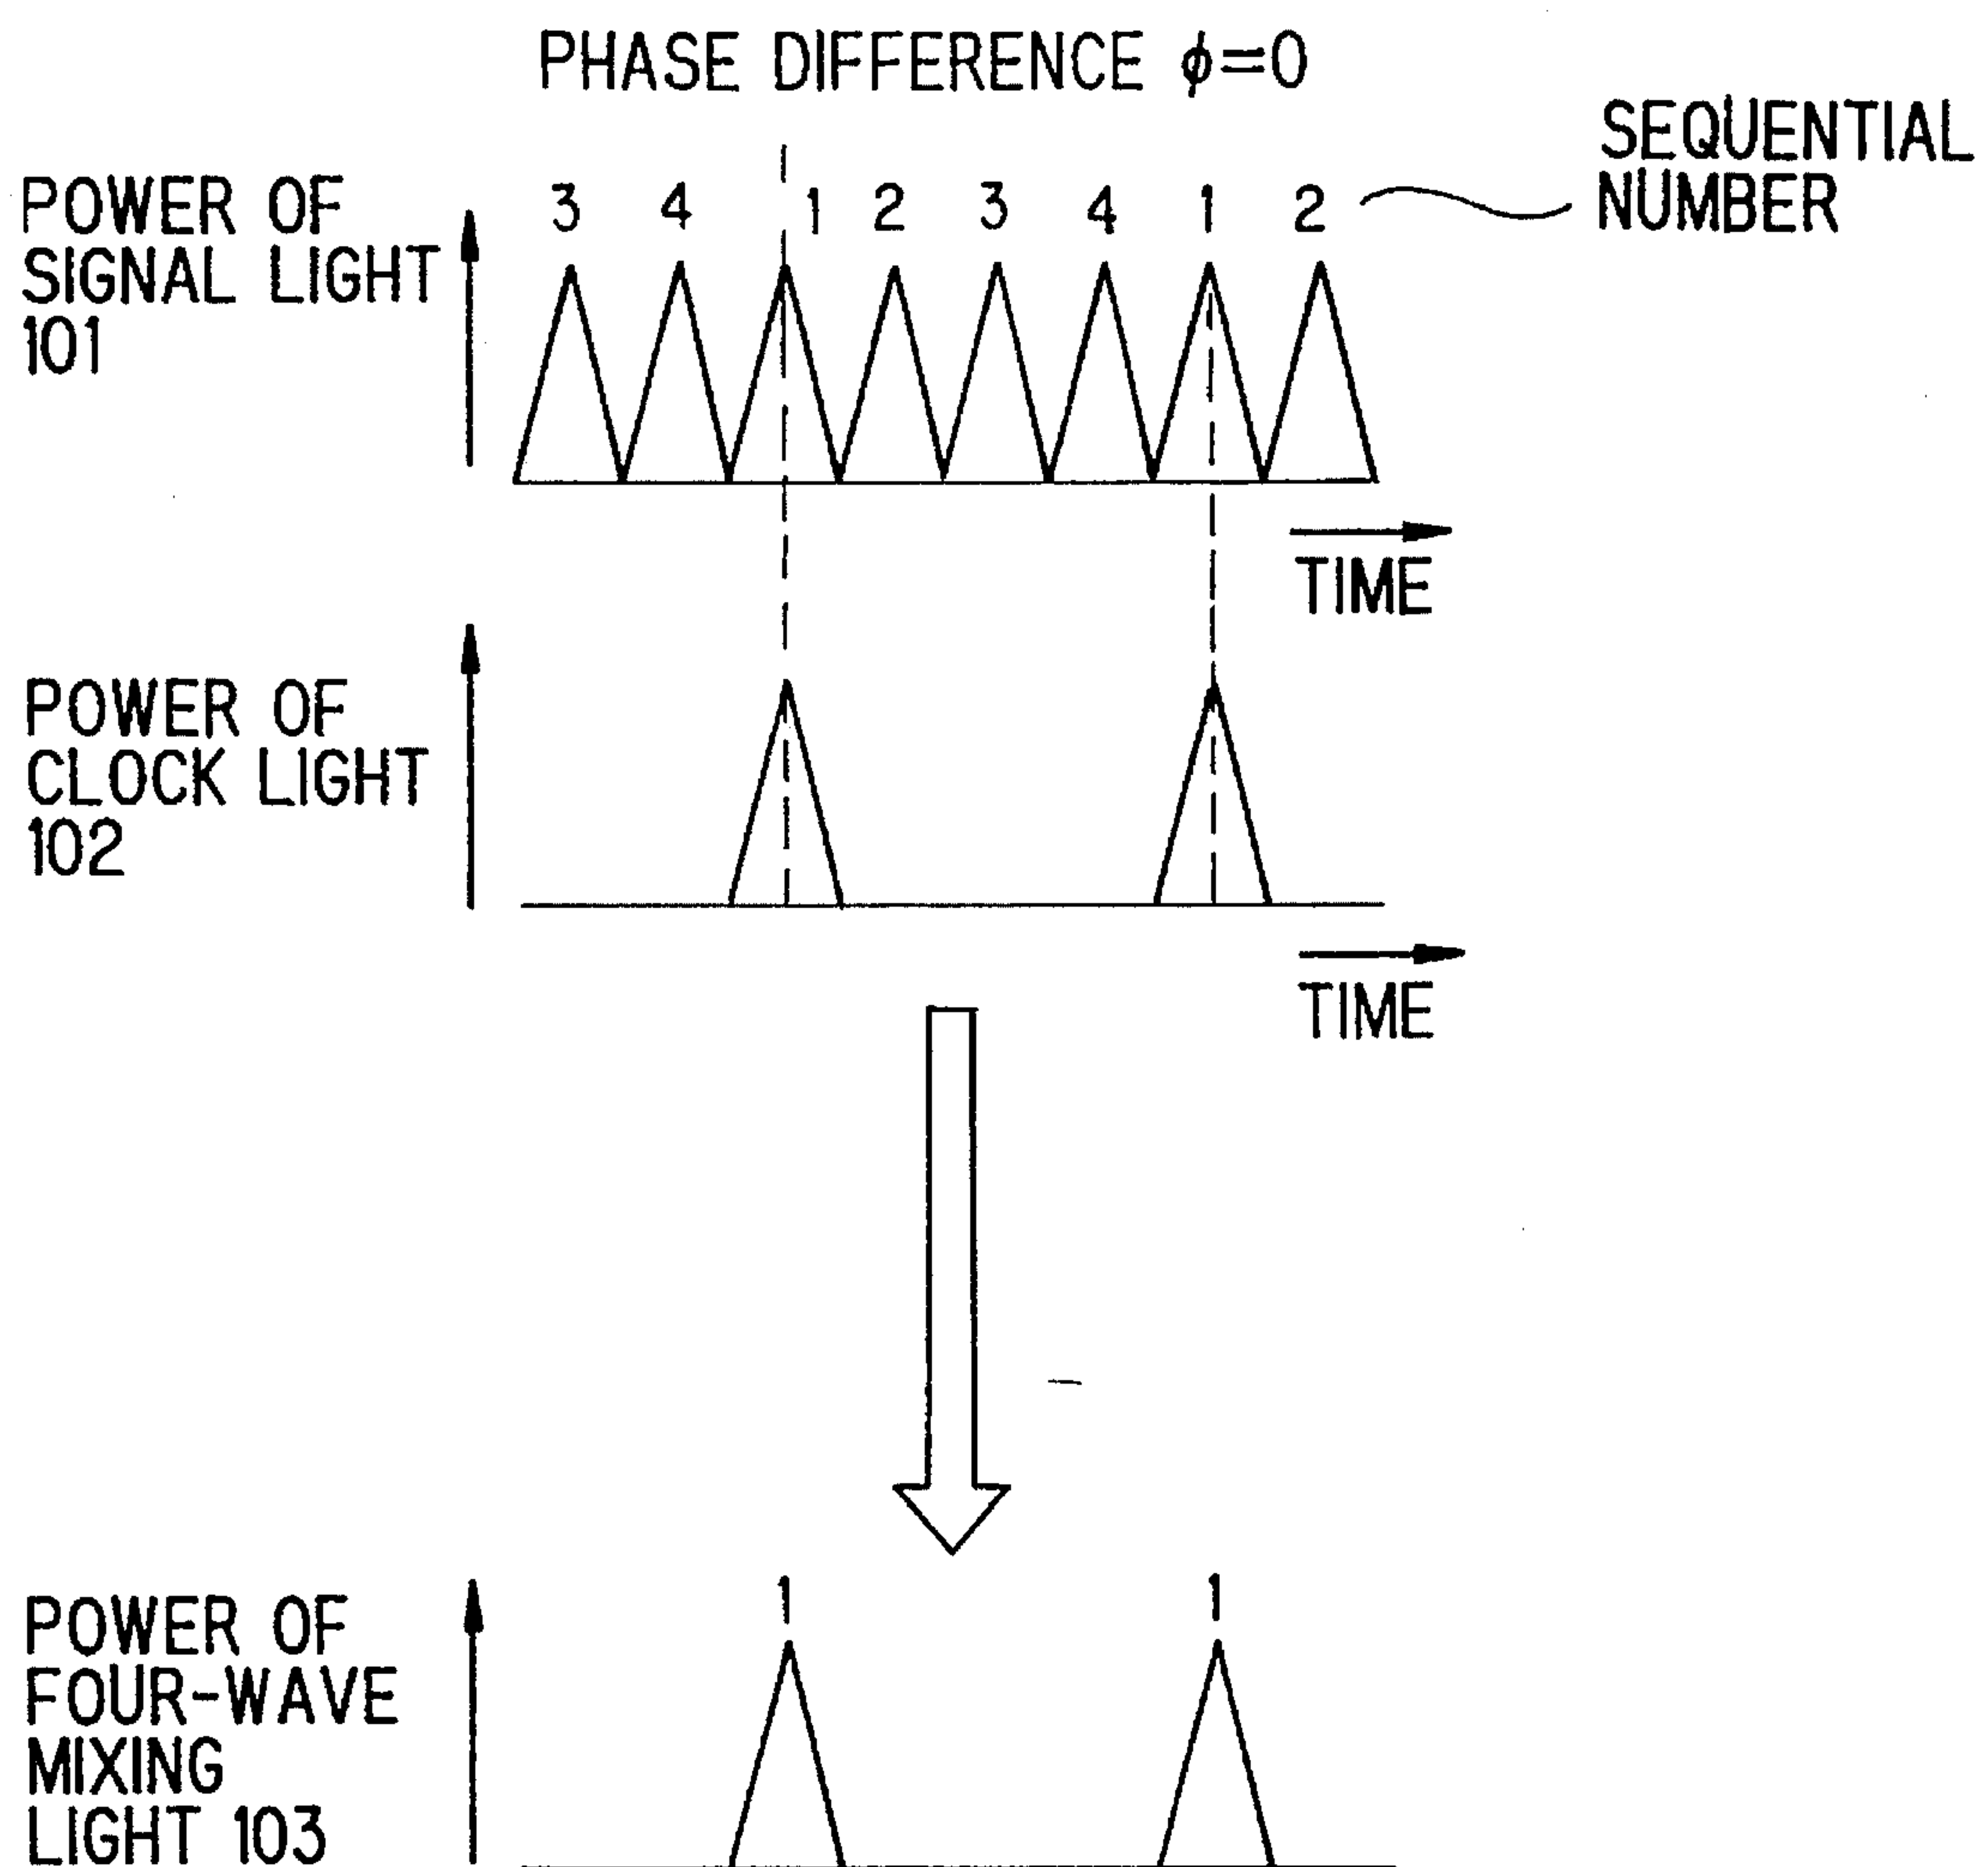 PHASE DIFFERENCE ϕ=0
SEQUENTIAL
NUMBER
POWER OF
SIGNAL LIGHT
101
3 4 1 2 3 4 1 2
TIME
POWER OF
CLOCK LIGHT
102
TIME
POWER OF
FOUR-WAVE
MIXING
LIGHT 103
1 1